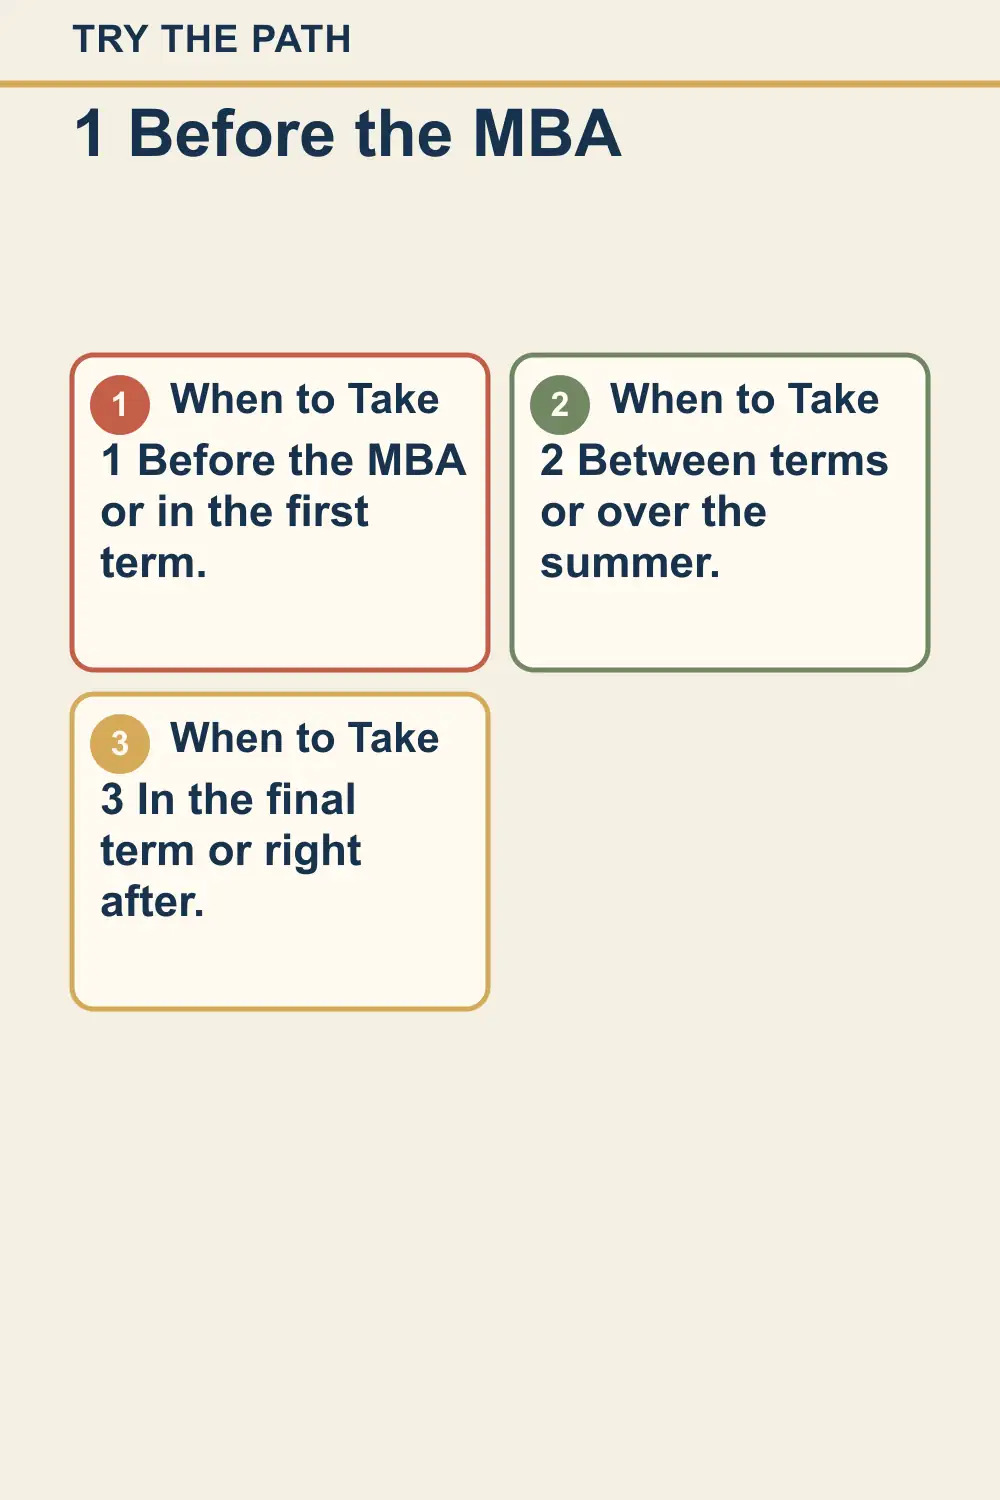 TRY THE PATH
1 Before the MBA
1 When to Take
1 Before the MBA
or in the first
term.
2 When to Take
2 Between terms
or over the
summer.
3 When to Take
3 In the final
term or right
after.